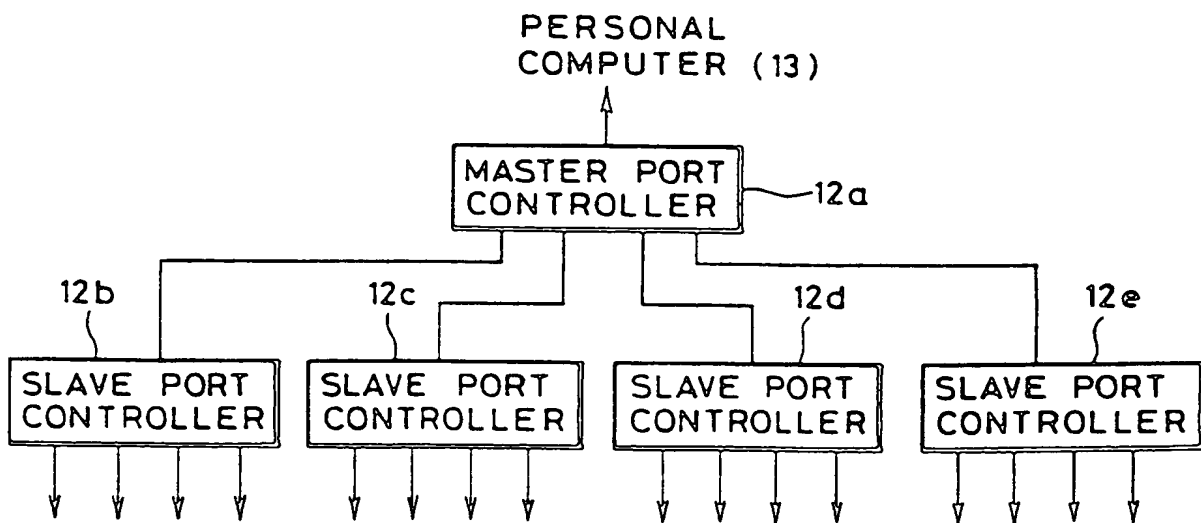 PERSONAL
COMPUTER (13)
MASTER PORT
CONTROLLER
12a
12b
12c
12d
12e
SLAVE PORT
CONTROLLER
SLAVE PORT
CONTROLLER
SLAVE PORT
CONTROLLER
SLAVE PORT
CONTROLLER